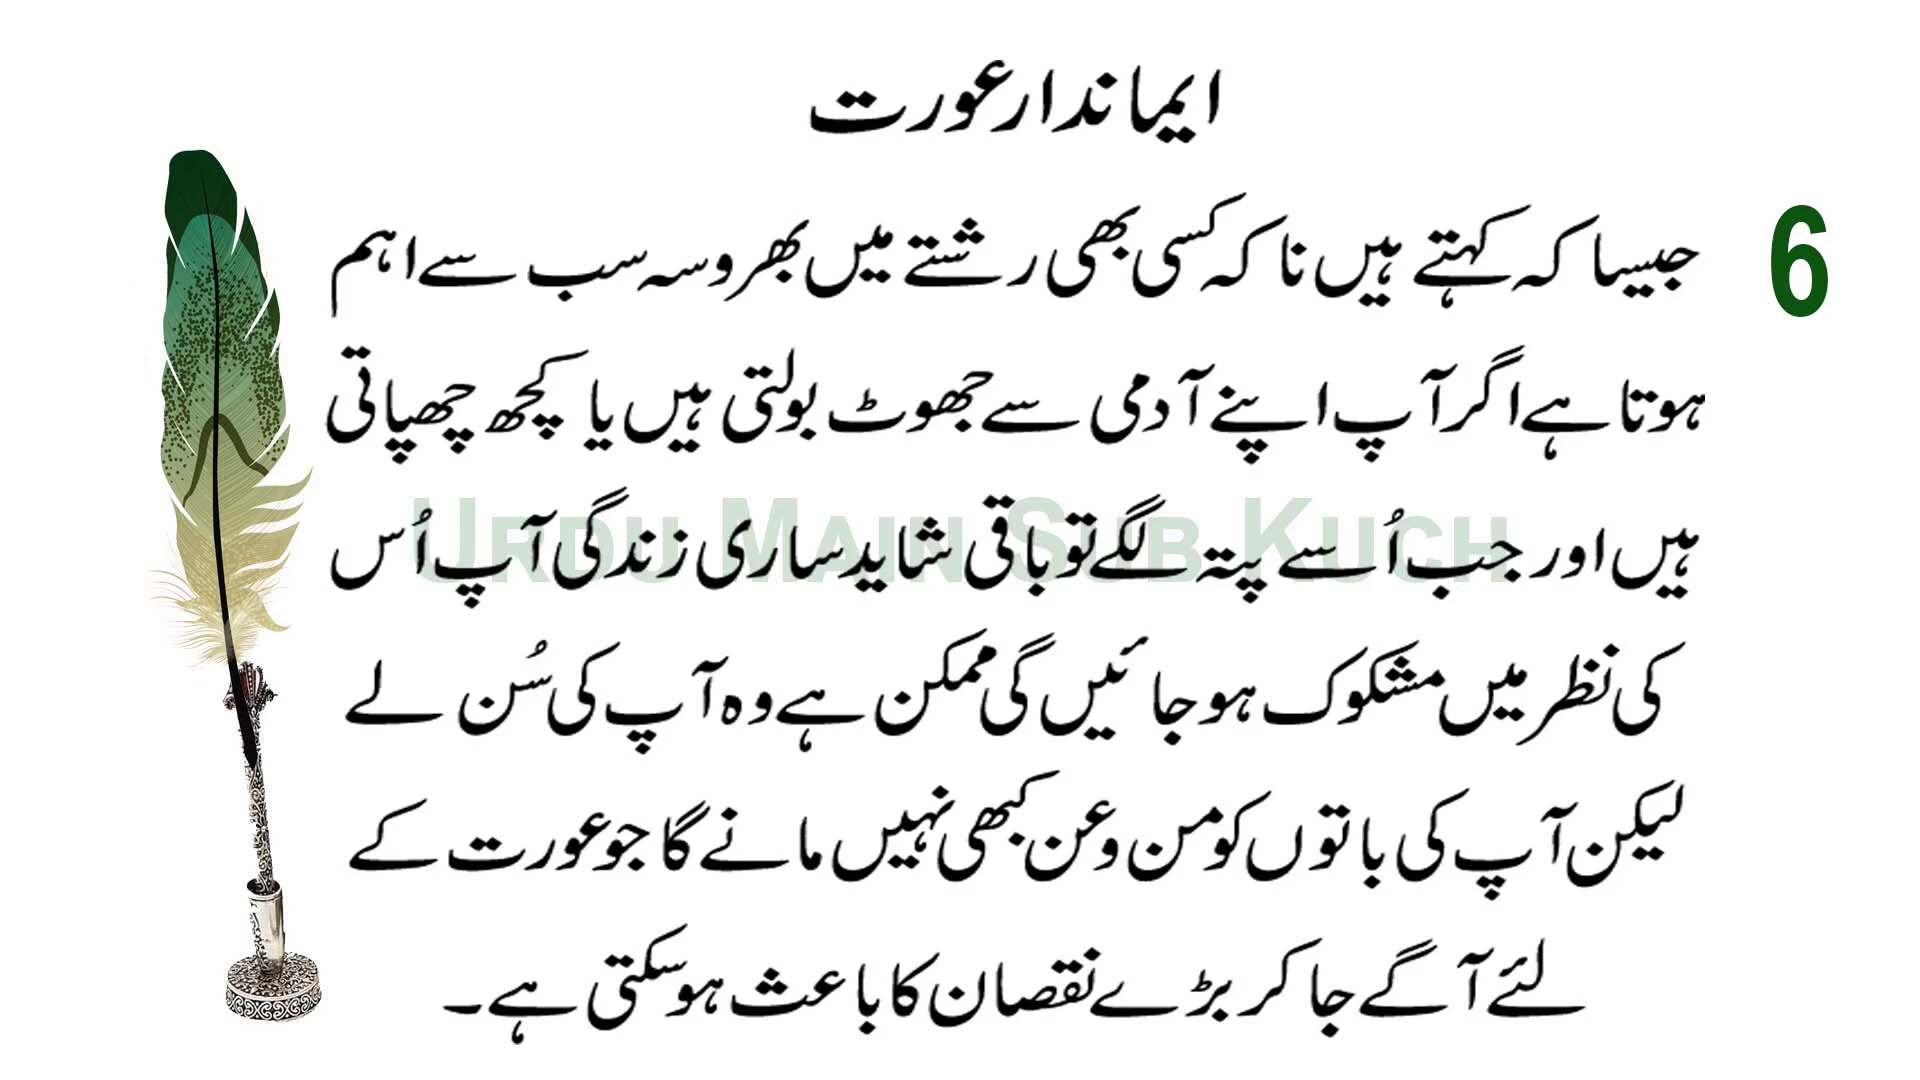 ایماندار عورت
6
جیسا کہ کہتے ہیں نا کہ کسی بھی رشتے میں بھروسہ سب سے اہم
ہوتا ہے اگر آپ اپنے آدمی سے جھوٹ بولتی ہیں یا کچھ چھپاتی
ہیں اور جب اُسے پتہ لگے تو باقی شاید ساری زندگی آپ اُس
کی نظر میں مشکوک ہو جائیں گی ممکن ہے وہ آپ کی سُن لے
لیکن آپ کی باتوں کو من و عن کبھی نہیں مانے گا جو عورت کے
لئے آگے جا کر بڑے نقصان کا باعث ہو سکتی ہے۔
URDU MAIN SUB KUCH